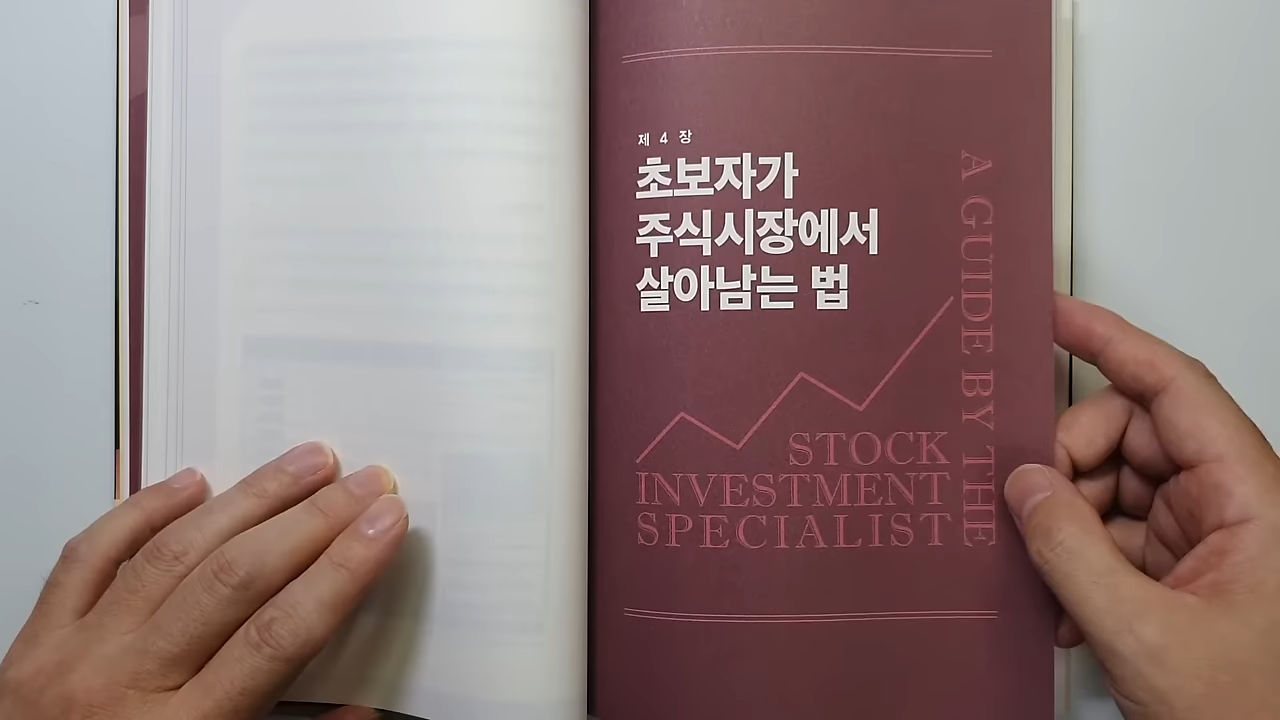 제 4 장
초보자가
주식시장에서
살아남는 법
A GUIDE BY THE
STOCK
INVESTMENT
SPECIALIST